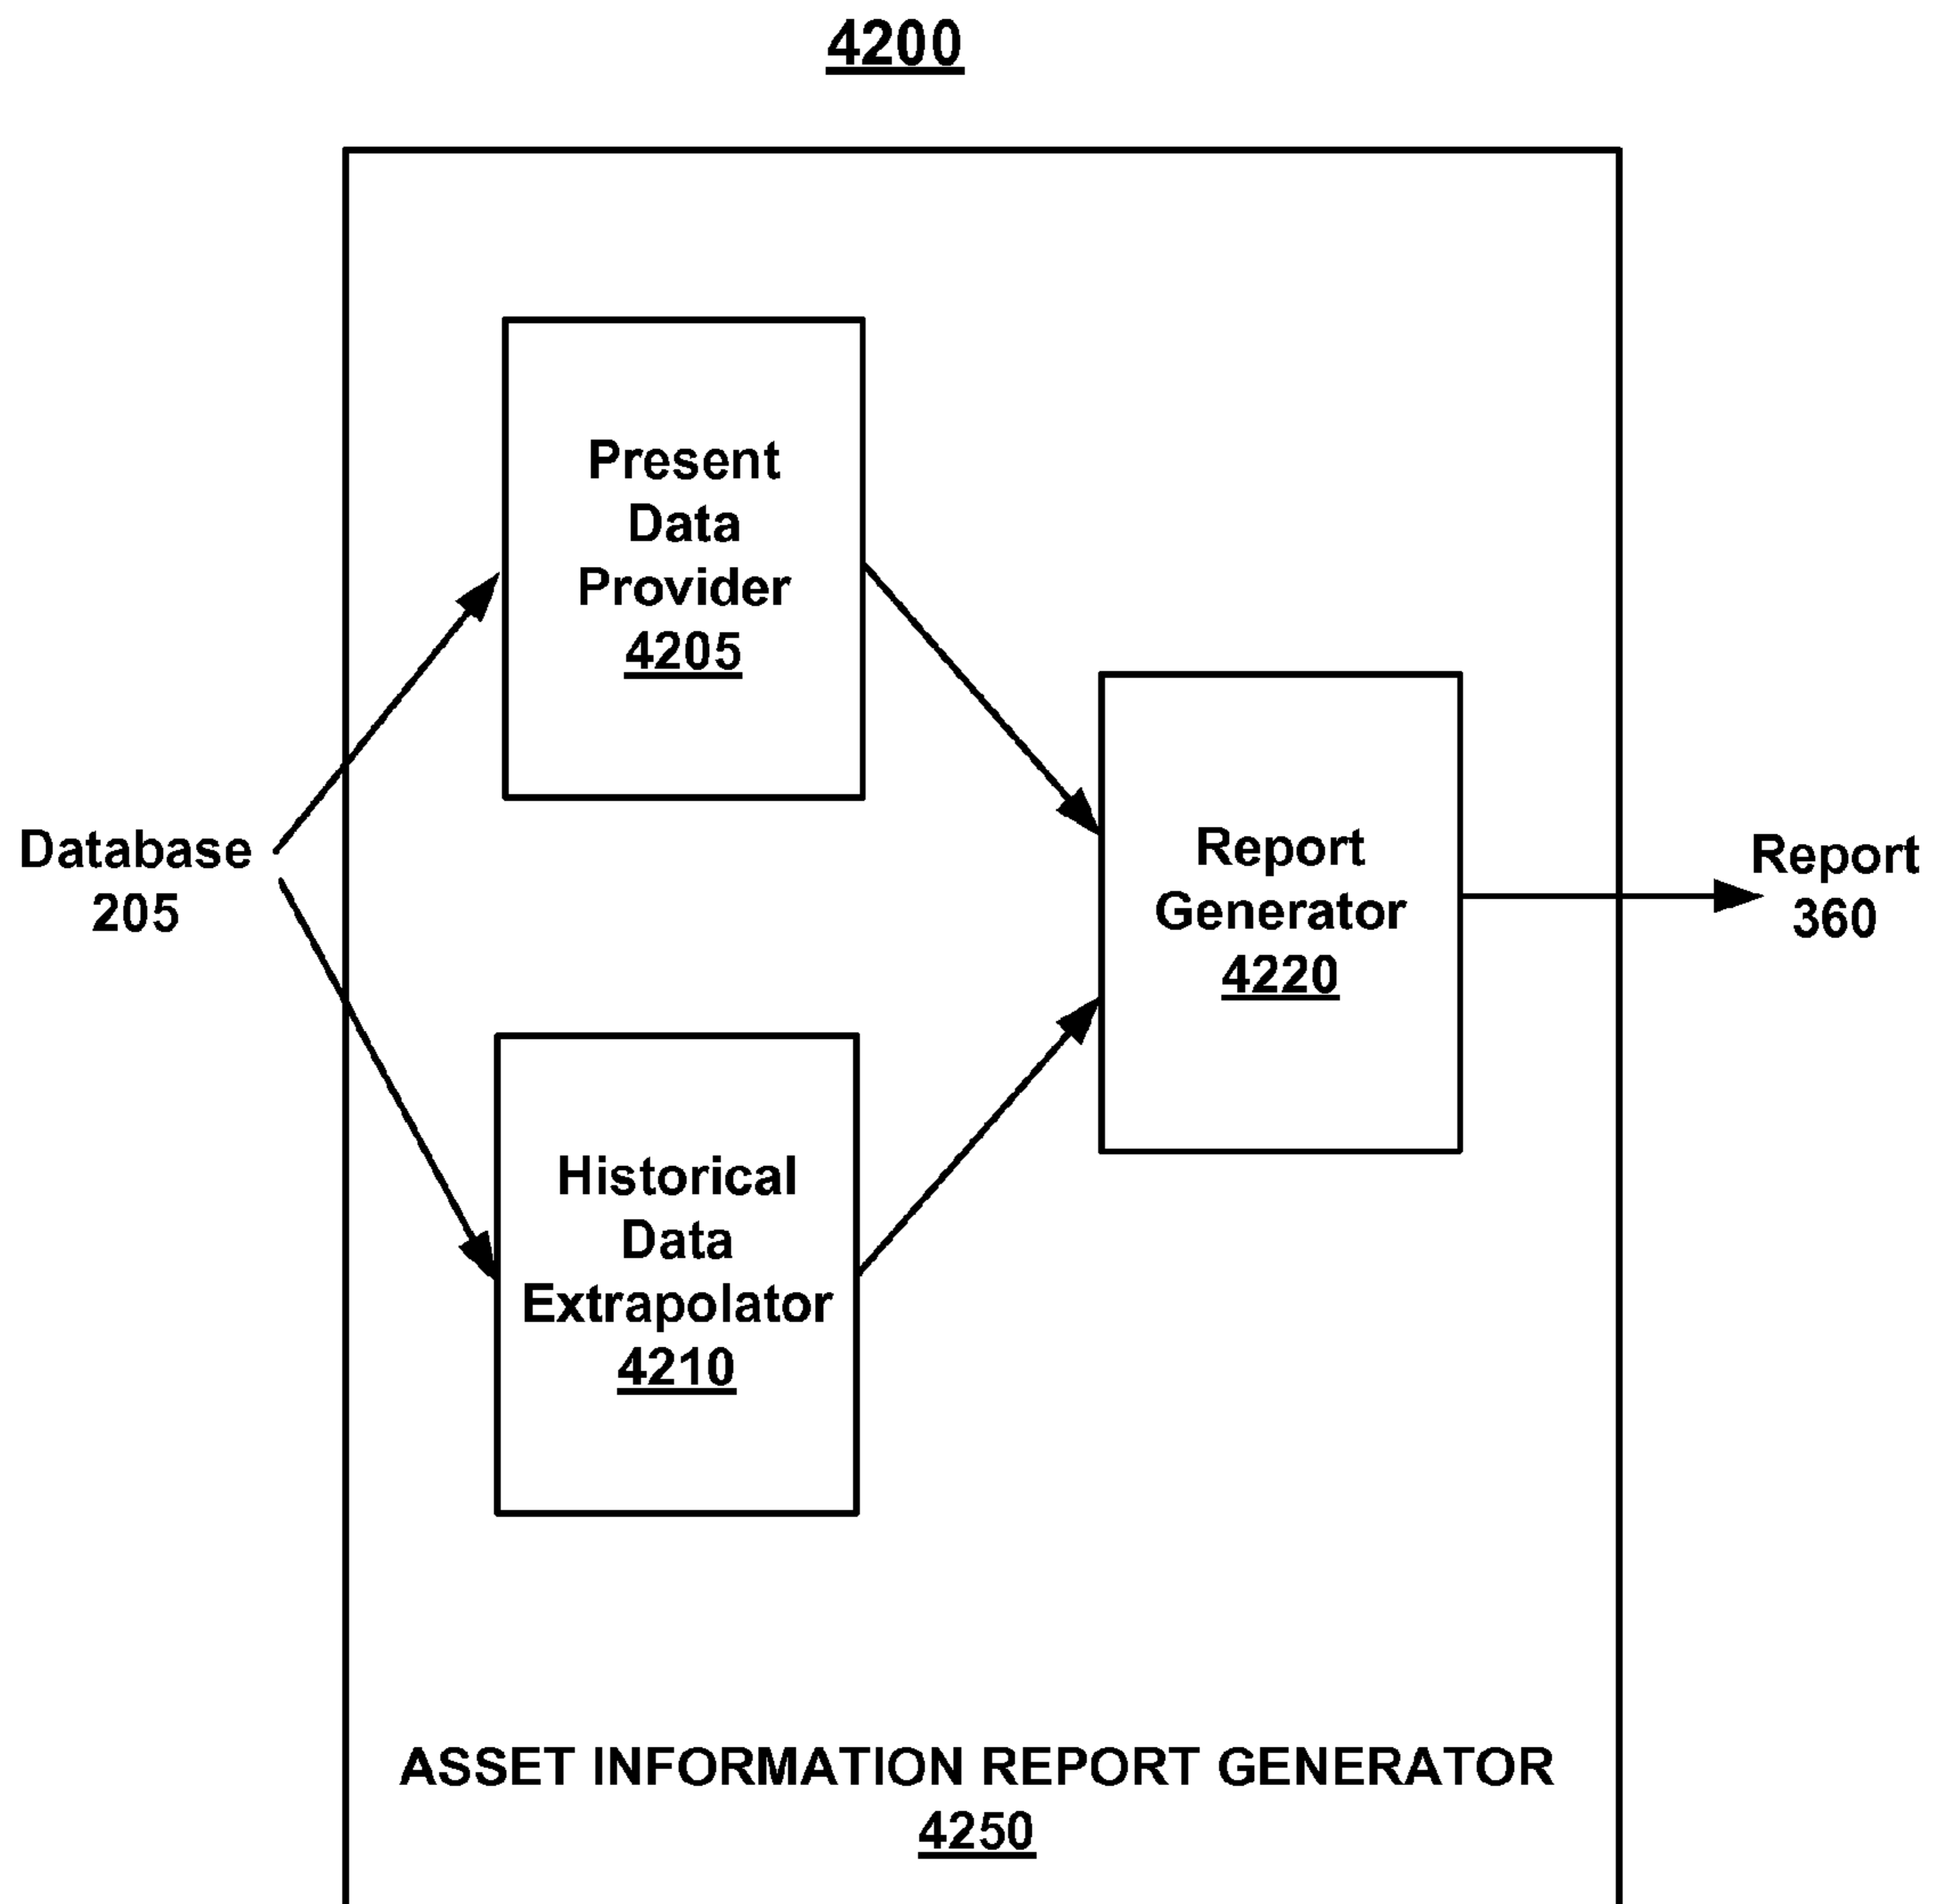 4200
Present
Data
Provider
4205
Database
205
Report
Generator
4220
Report
360
Historical
Data
Extrapolator
4210
ASSET INFORMATION REPORT GENERATOR
4250